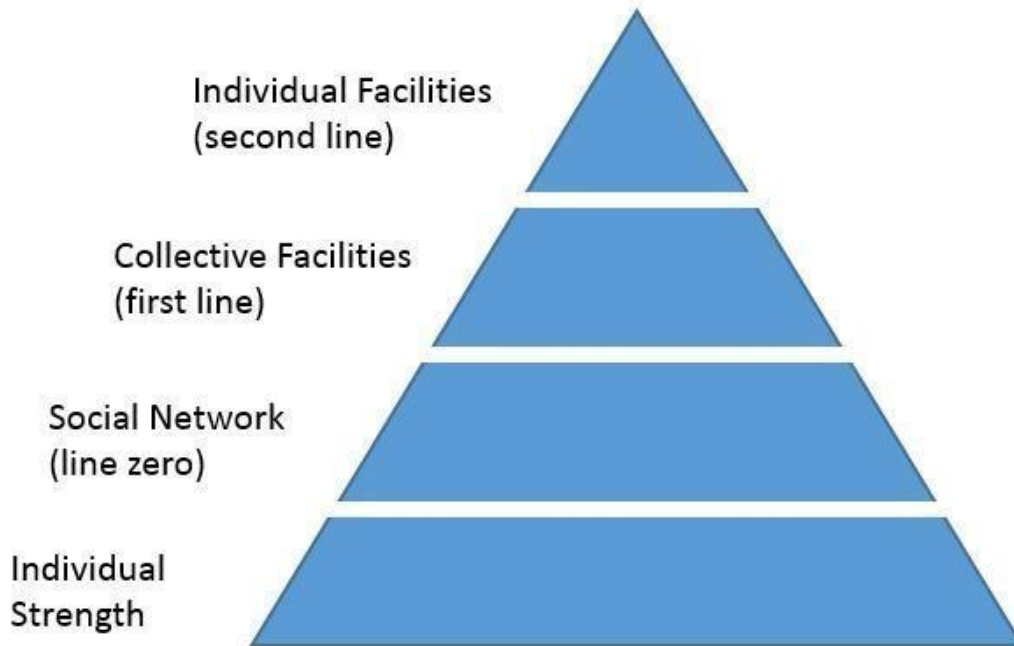 Individual Facilities
(second line)
Collective Facilities
(first line)
Social Network
(line zero)
Individual
Strength